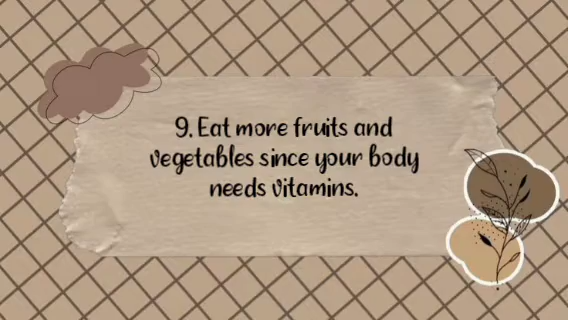 9. Eat more fruits and
vegetables since your body
needs vitamins.